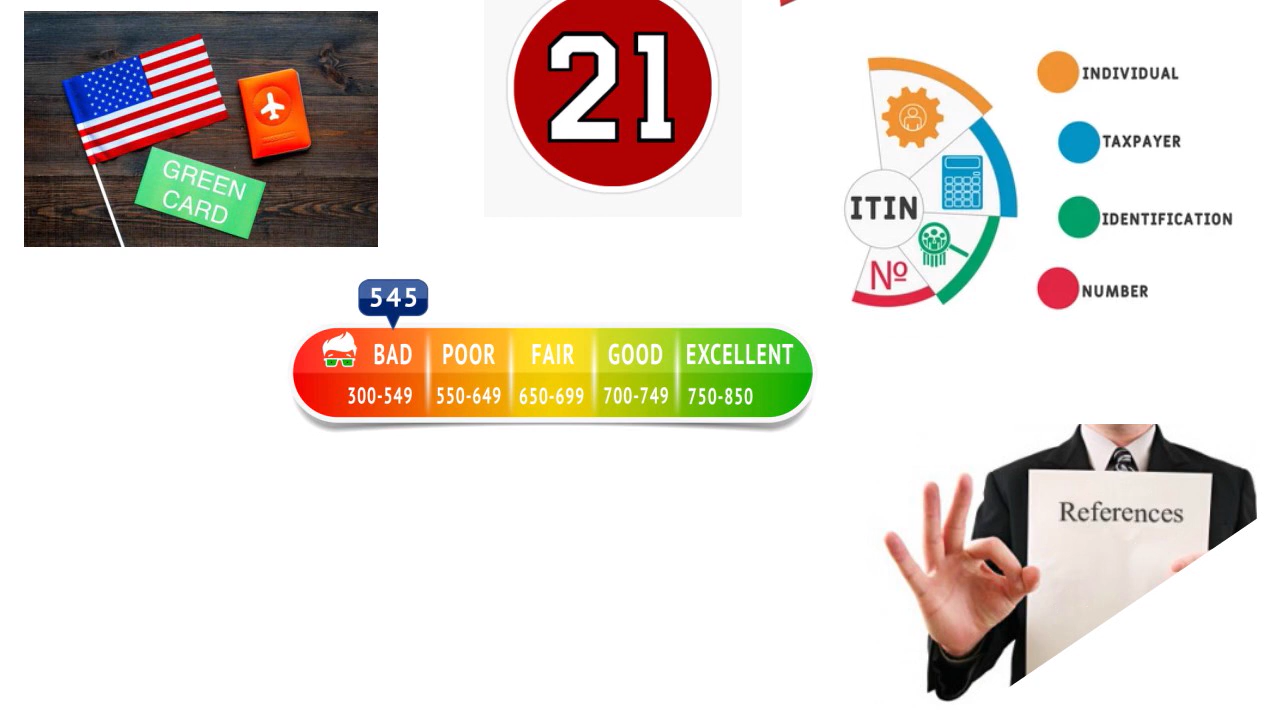 GREEN
CARD
21
ITIN
Nº
INDIVIDUAL
TAXPAYER
IDENTIFICATION
NUMBER
545
BAD POOR FAIR GOOD EXCELLENT
300-549 550-649 650-699 700-749 750-850
References